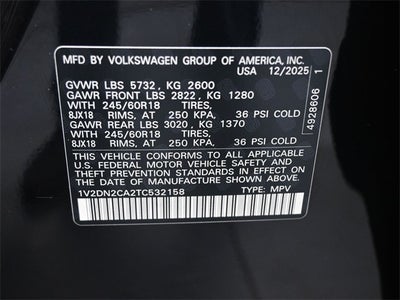 MFD BY VOLKSWAGEN GROUP OF AMERICA, INC.
USA 12/2025
GVWR LBS 5732, KG 2600
GAWR FRONT LBS 2822, KG 1280
WITH 245/60R18 TIRES,
8JX18 RIMS, AT 250 KPA, 36 PSI COLD
GAWR REAR LBS 3020, KG 1370
WITH 245/60R18 TIRES,
8JX18 RIMS, AT 250 KPA, 36 PSI COLD
THIS VEHICLE CONFORMS TO ALL APPLICABLE
U.S. FEDERAL MOTOR VEHICLE SAFETY AND
THEFT PREVENTION STANDARDS IN EFFECT ON THE
DATE OF MANUFACTURE SHOWN ABOVE.
1V2DN2CA2TC532158 TYPE: MPV
4928606 1